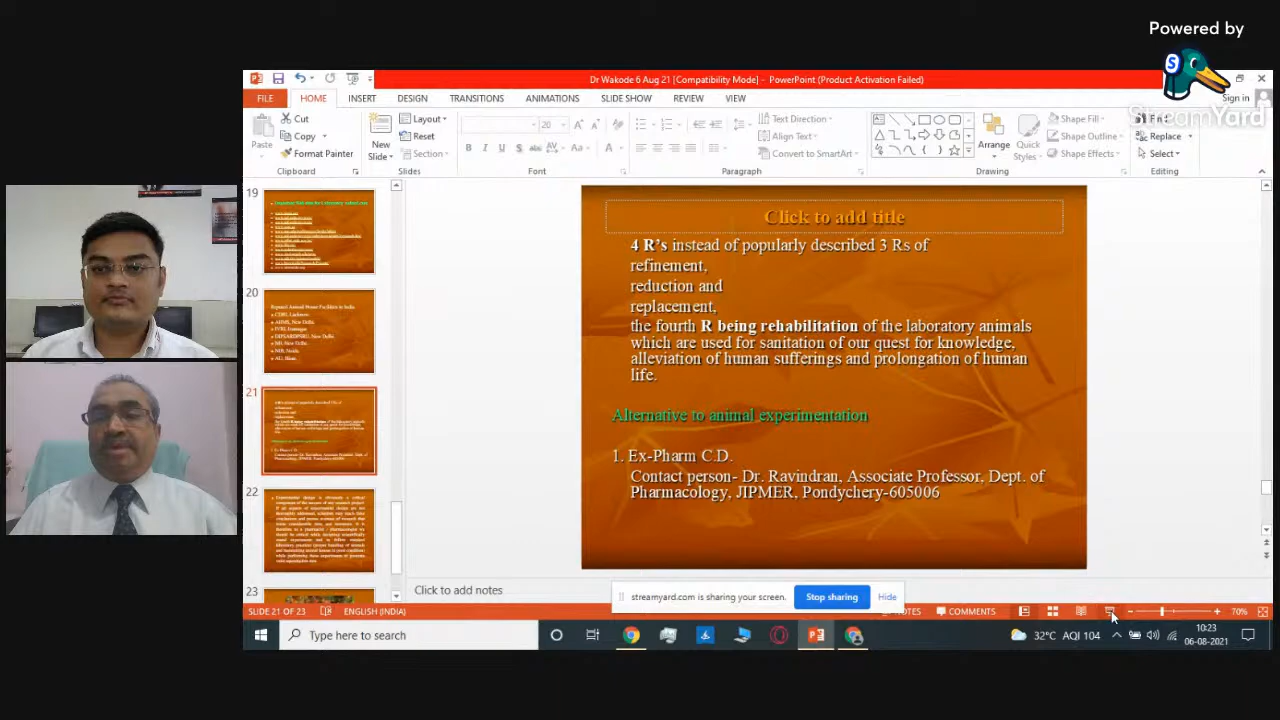 Powered by
StreamYard
Dr Wakode 6 Aug 21 [Compatibility Mode] - PowerPoint (Product Activation Failed)
FILE HOME INSERT DESIGN TRANSITIONS ANIMATIONS SLIDE SHOW REVIEW VIEW Sign in
Paste
Cut
Copy
Format Painter
Clipboard
New Slide
Layout
Reset
Section
Slides
20
Font
Text Direction
Align Text
Convert to SmartArt
Paragraph
Arrange
Quick Styles
Shape Fill
Shape Outline
Shape Effects
Drawing
Find
Replace
Select
Editing
19
20
21
22
23
Click to add title
4 R's instead of popularly described 3 Rs of
refinement,
reduction and
replacement,
the fourth R being rehabilitation of the laboratory animals
which are used for sanitation of our quest for knowledge,
alleviation of human sufferings and prolongation of human
life.
Alternative to animal experimentation
1. Ex-Pharm C.D.
Contact person- Dr. Ravindran, Associate Professor, Dept. of
Pharmacology, JIPMER, Pondychery-605006
Click to add notes
streamyard.com is sharing your screen. Stop sharing Hide
SLIDE 21 OF 23 ENGLISH (INDIA) NOTES COMMENTS 70%
Type here to search 32°C AQI 104 10:23
06-08-2021